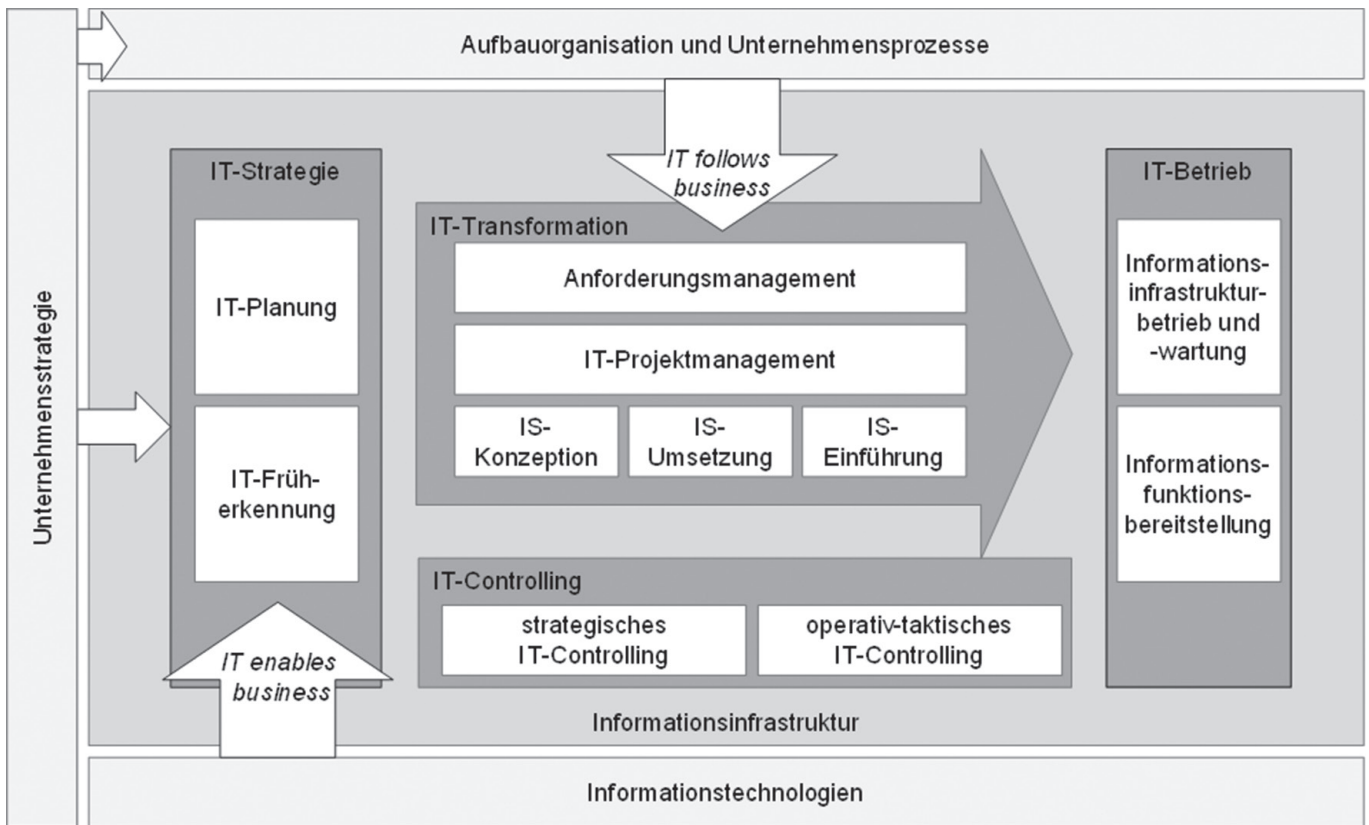 Aufbauorganisation und Unternehmensprozesse
Unternehmensstrategie
IT follows
business
IT-Strategie
IT-Planung
IT-Früh-
erkennung
IT enables
business
IT-Transformation
Anforderungsmanagement
IT-Projektmanagement
IS-
Konzeption
IS-
Umsetzung
IS-
Einführung
IT-Controlling
strategisches
IT-Controlling
operativ-taktisches
IT-Controlling
IT-Betrieb
Informations-
infrastruktur-
betrieb und
-wartung
Informations-
funktions-
bereitstellung
Informationsinfrastruktur
Informationstechnologien